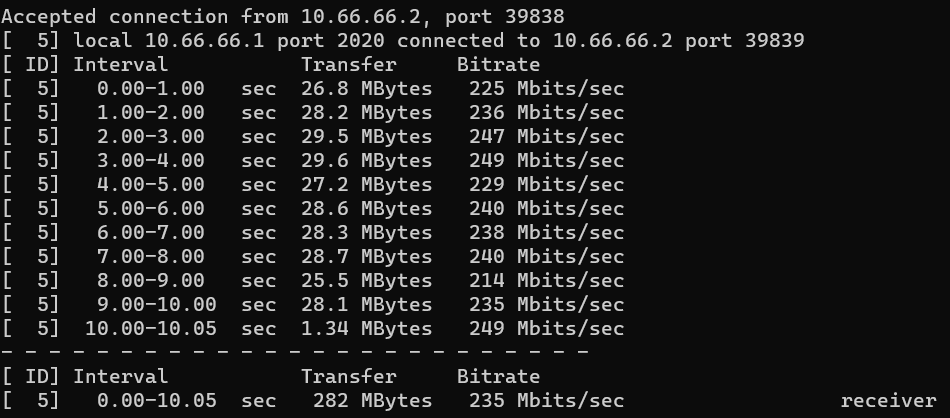 Accepted connection from 10.66.66.2, port 39838
[  5] local 10.66.66.1 port 2020 connected to 10.66.66.2 port 39839
[ ID] Interval           Transfer     Bitrate
[  5]   0.00-1.00   sec  26.8 MBytes   225 Mbits/sec
[  5]   1.00-2.00   sec  28.2 MBytes   236 Mbits/sec
[  5]   2.00-3.00   sec  29.5 MBytes   247 Mbits/sec
[  5]   3.00-4.00   sec  29.6 MBytes   249 Mbits/sec
[  5]   4.00-5.00   sec  27.2 MBytes   229 Mbits/sec
[  5]   5.00-6.00   sec  28.6 MBytes   240 Mbits/sec
[  5]   6.00-7.00   sec  28.3 MBytes   238 Mbits/sec
[  5]   7.00-8.00   sec  28.7 MBytes   240 Mbits/sec
[  5]   8.00-9.00   sec  25.5 MBytes   214 Mbits/sec
[  5]   9.00-10.00  sec  28.1 MBytes   235 Mbits/sec
[  5]  10.00-10.05  sec  1.34 MBytes   249 Mbits/sec
- - - - - - - - - - - - - - - - - - - - - - - - -
[ ID] Interval           Transfer     Bitrate
[  5]   0.00-10.05  sec   282 MBytes   235 Mbits/sec                  receiver